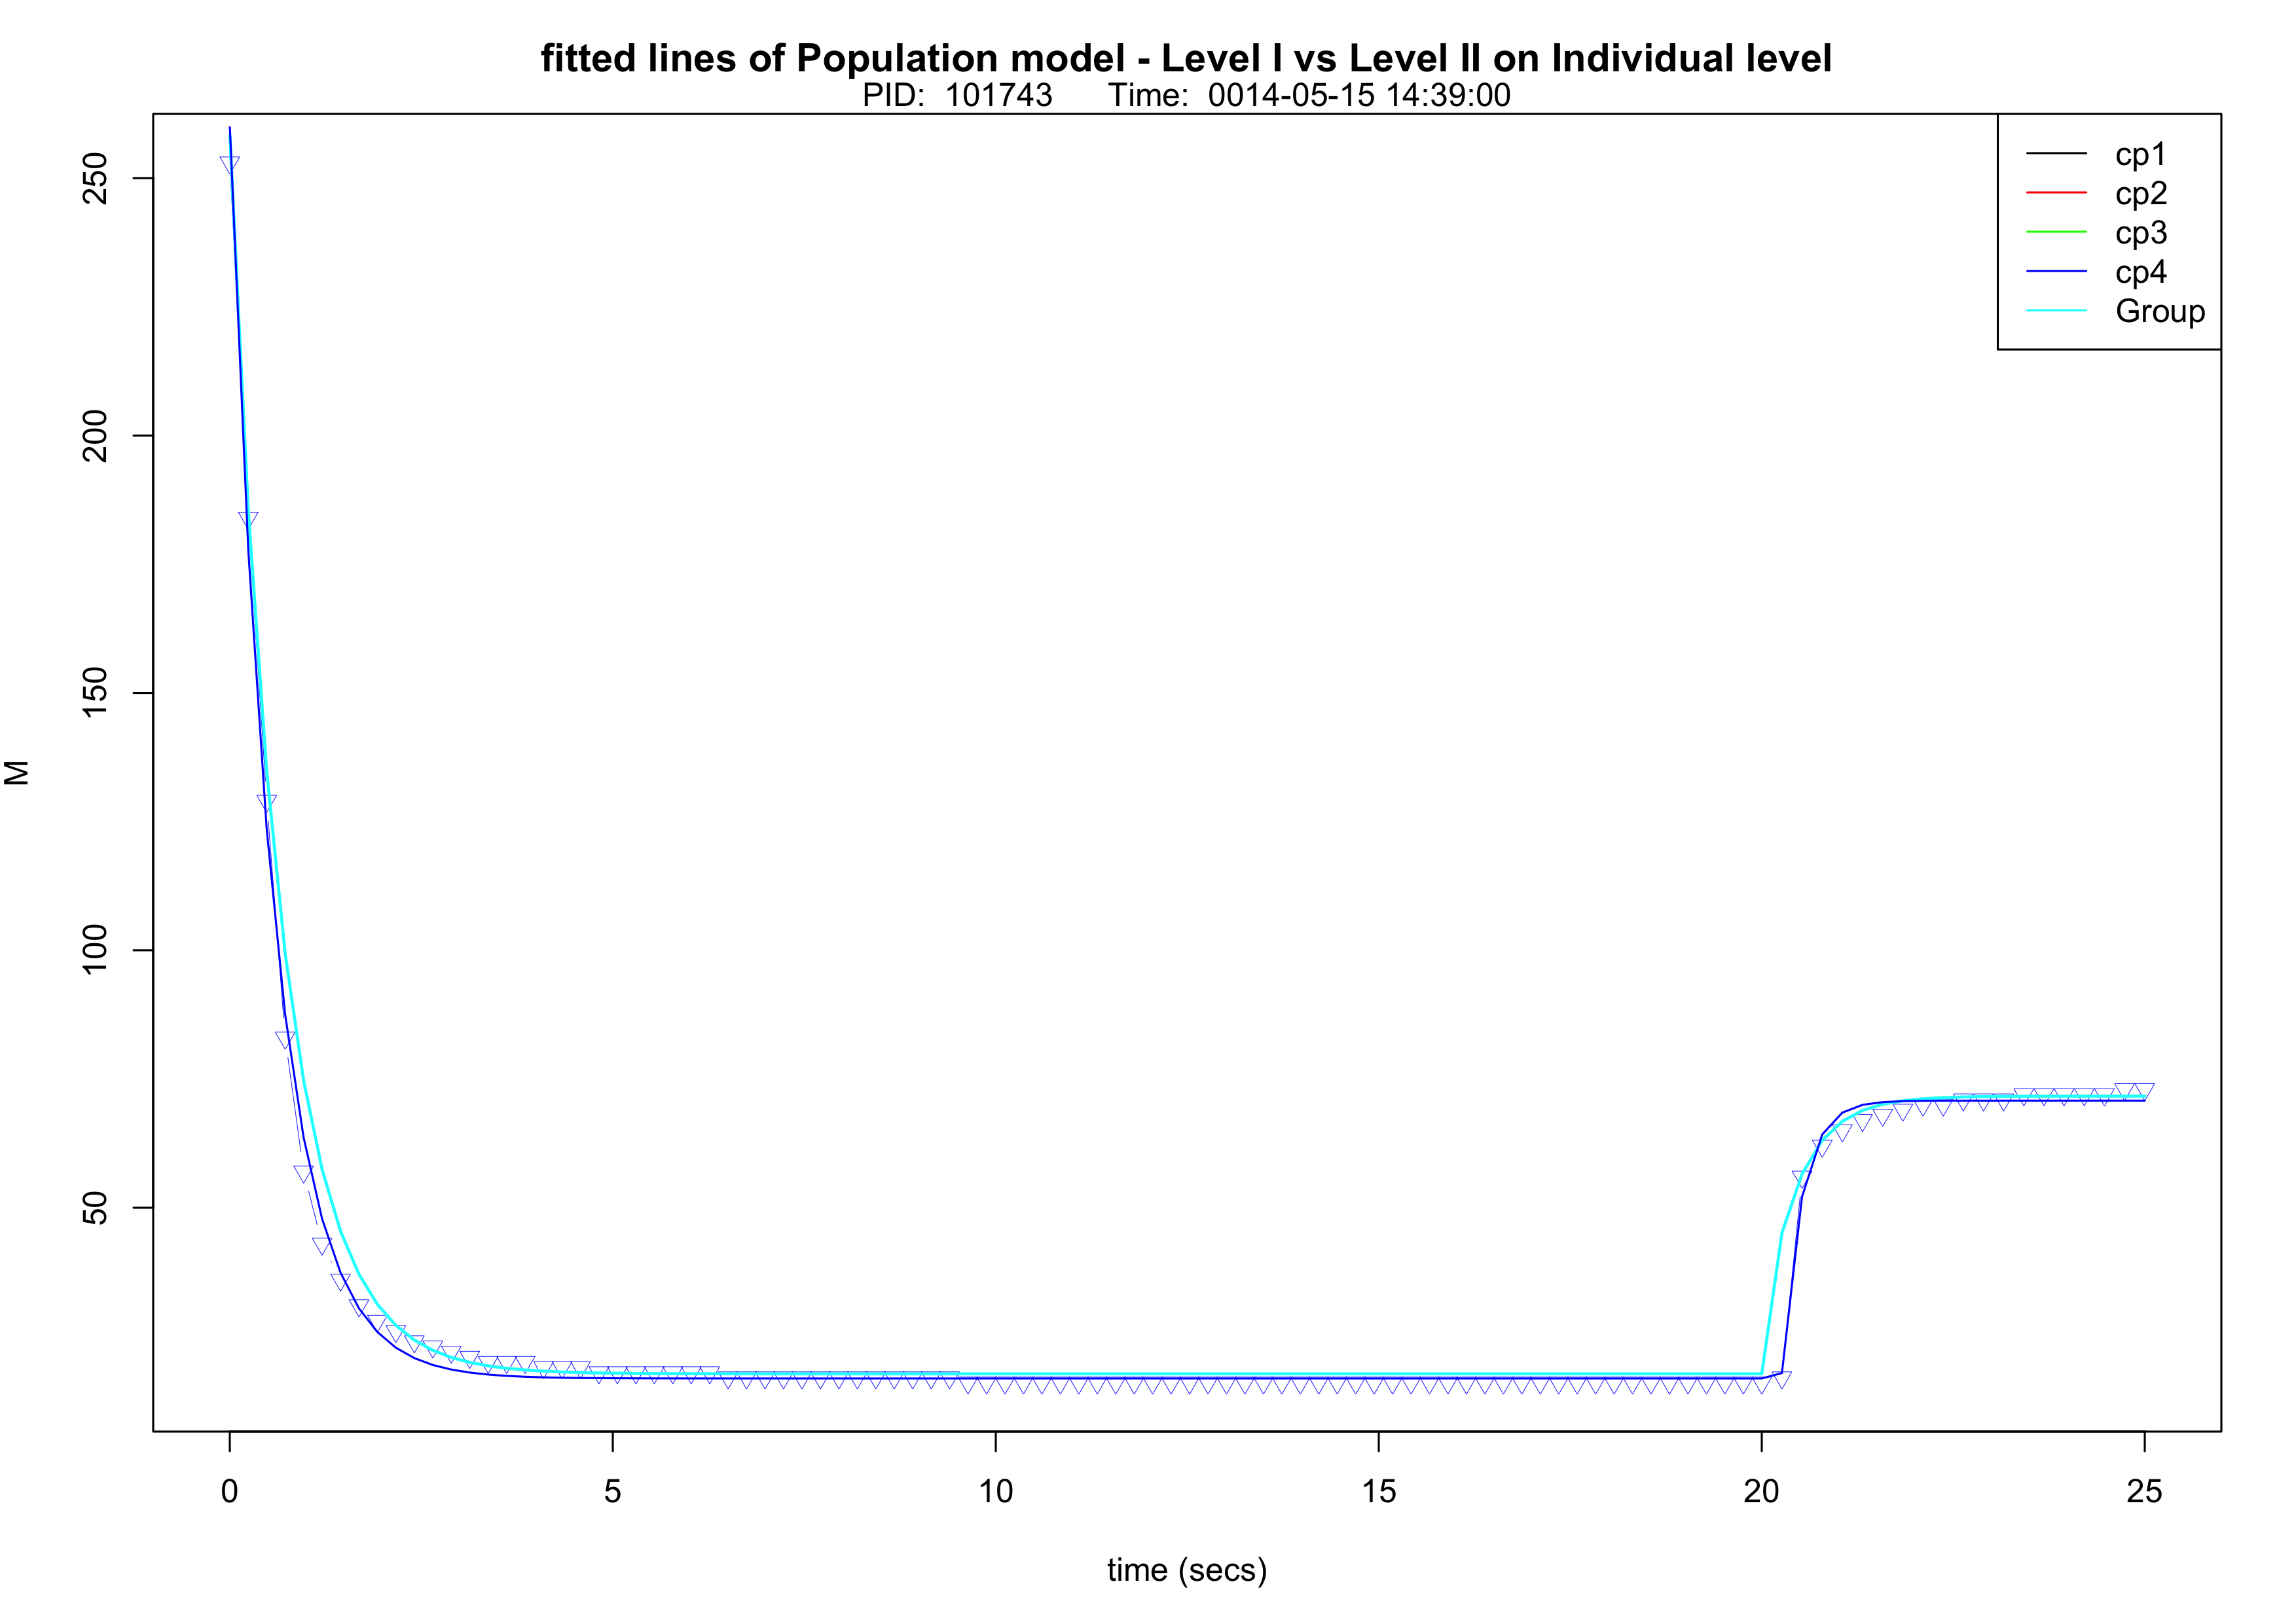 fitted lines of Population model - Level I vs Level II on Individual level
PID: 101743 Time: 0014-05-15 14:39:00
cp1
cp2
cp3
cp4
Group
250
200
150
100
50
M
0 5 10 15 20 25
time (secs)